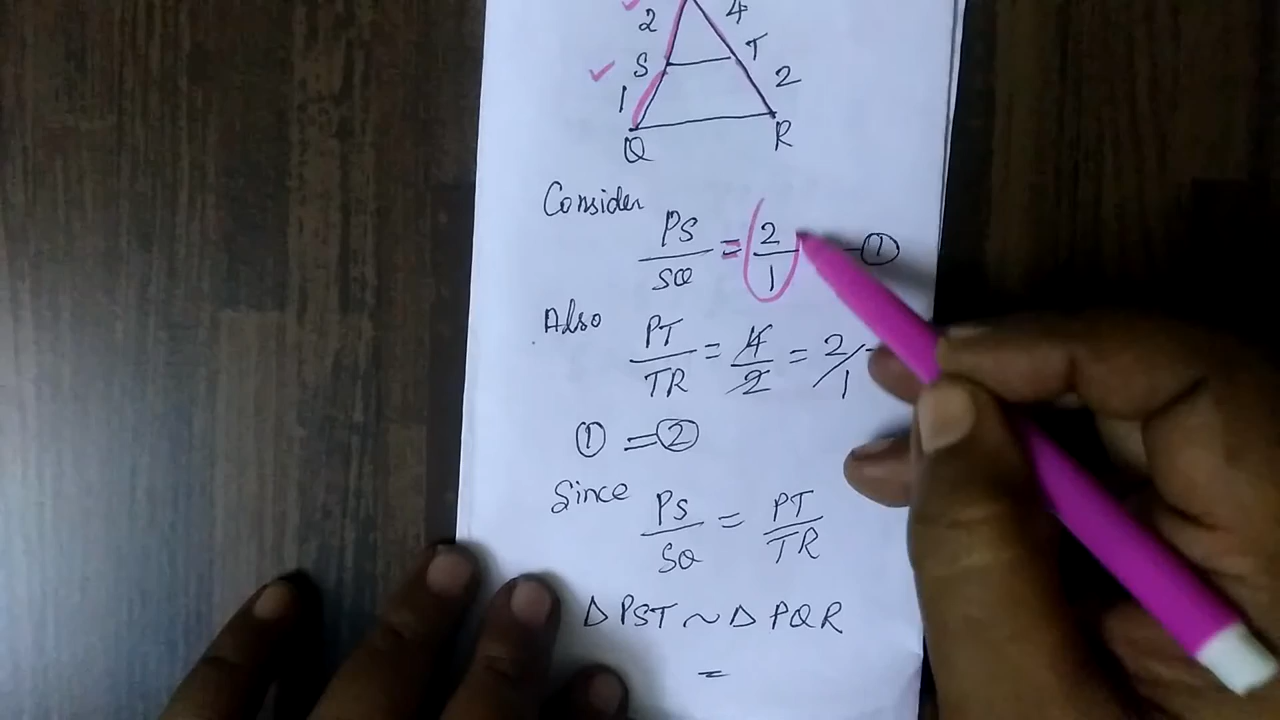 2 4
S T
1 2
Q R
Consider
PS/SQ = 2/1 — ①
Also PT/TR = 4/2 = 2/1
① = ②
Since PS/SQ = PT/TR
Δ PST ~ Δ PQR
=